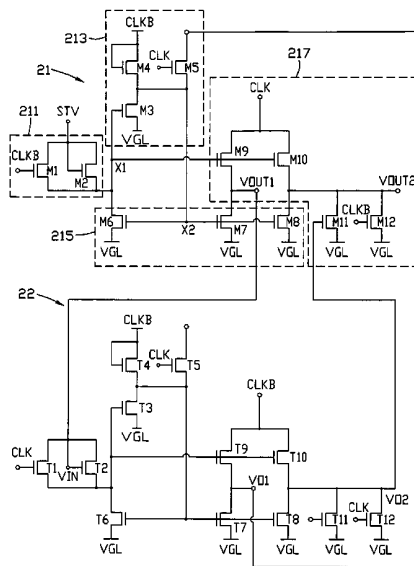 213
CLKB
217
M4
CLK
M5
21
CLK
M3
211
STV
VGL
CLKB
M1
M2
X1
M9
M10
VOUT1
VOUT2
M6
X2
M7
M8
M11
CLKB
M12
215
VGL
VGL
VGL
VGL
VGL
22
CLKB
T4
CLK
T5
CLKB
T3
VGL
CLK
T1
VIN
T2
T9
T10
VO1
VO2
T6
T7
T8
T11
CLK
T12
VGL
VGL
VGL
VGL
VGL